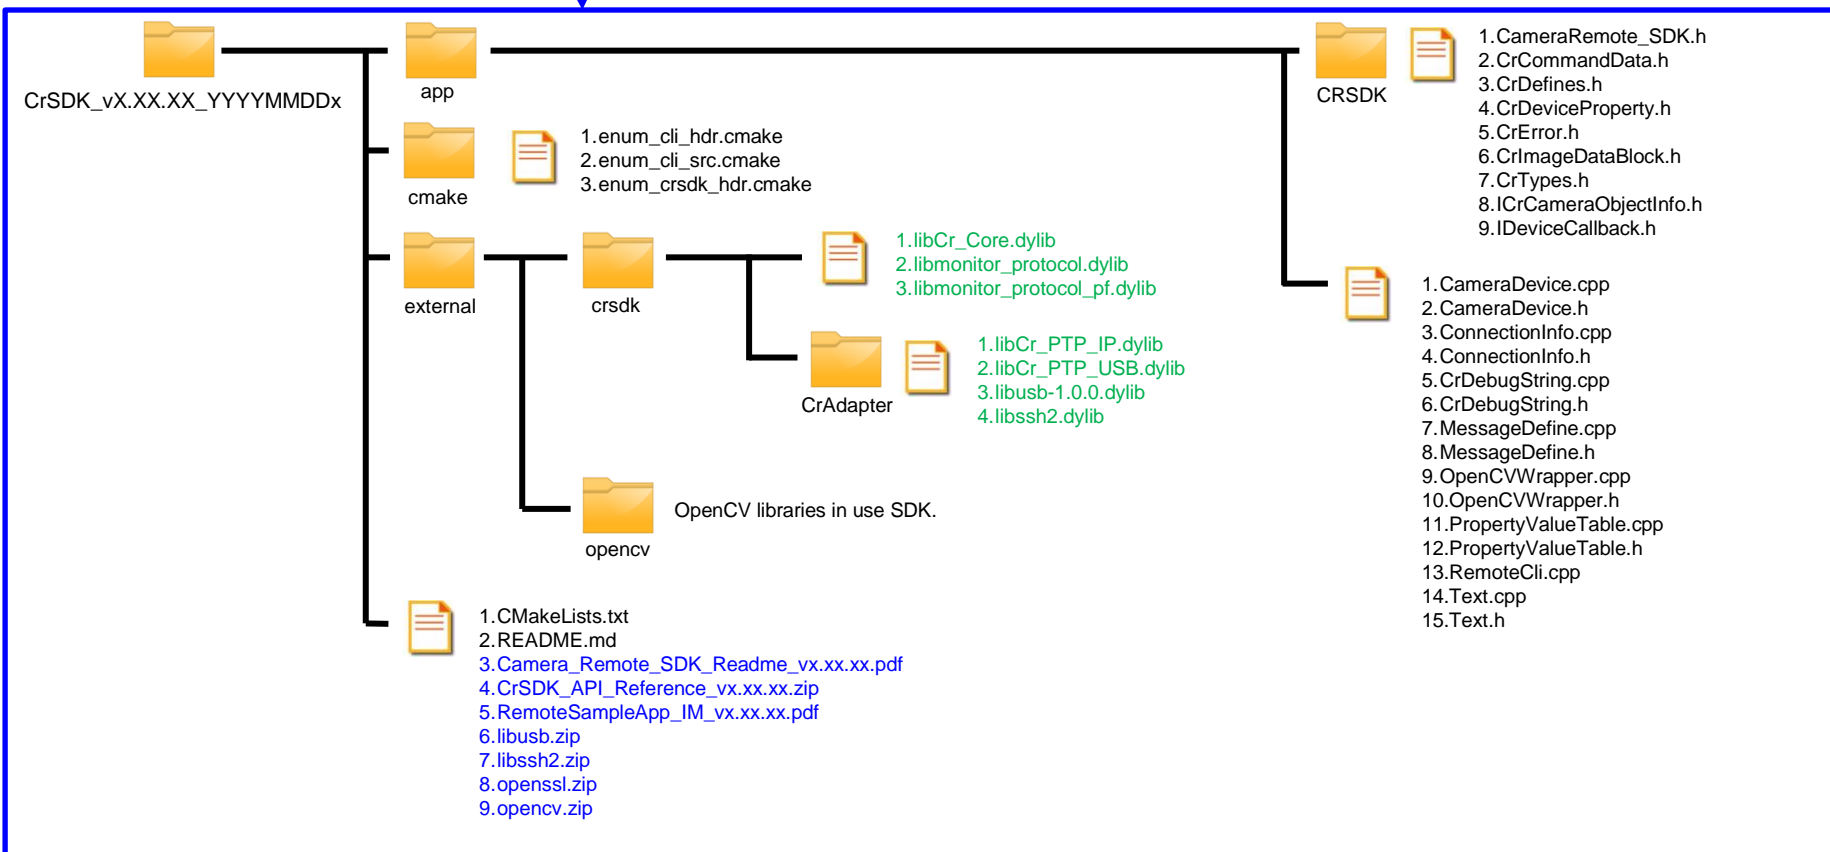 CrSDK_vX.XX.XX_YYYYMMDDx
app
CRSDK
1.CameraRemote_SDK.h
2.CrCommandData.h
3.CrDefines.h
4.CrDeviceProperty.h
5.CrError.h
6.CrImageDataBlock.h
7.CrTypes.h
8.ICrCameraObjectInfo.h
9.IDeviceCallback.h
1.CameraDevice.cpp
2.CameraDevice.h
3.ConnectionInfo.cpp
4.ConnectionInfo.h
5.CrDebugString.cpp
6.CrDebugString.h
7.MessageDefine.cpp
8.MessageDefine.h
9.OpenCVWrapper.cpp
10.OpenCVWrapper.h
11.PropertyValueTable.cpp
12.PropertyValueTable.h
13.RemoteCli.cpp
14.Text.cpp
15.Text.h
cmake
1.enum_cli_hdr.cmake
2.enum_cli_src.cmake
3.enum_crsdk_hdr.cmake
external
crsdk
1.libCr_Core.dylib
2.libmonitor_protocol.dylib
3.libmonitor_protocol_pf.dylib
CrAdapter
1.libCr_PTP_IP.dylib
2.libCr_PTP_USB.dylib
3.libusb-1.0.0.dylib
4.libssh2.dylib
opencv
OpenCV libraries in use SDK.
1.CMakeLists.txt
2.README.md
3.Camera_Remote_SDK_Readme_vx.xx.xx.pdf
4.CrSDK_API_Reference_vx.xx.xx.zip
5.RemoteSampleApp_IM_vx.xx.xx.pdf
6.libusb.zip
7.libssh2.zip
8.openssl.zip
9.opencv.zip